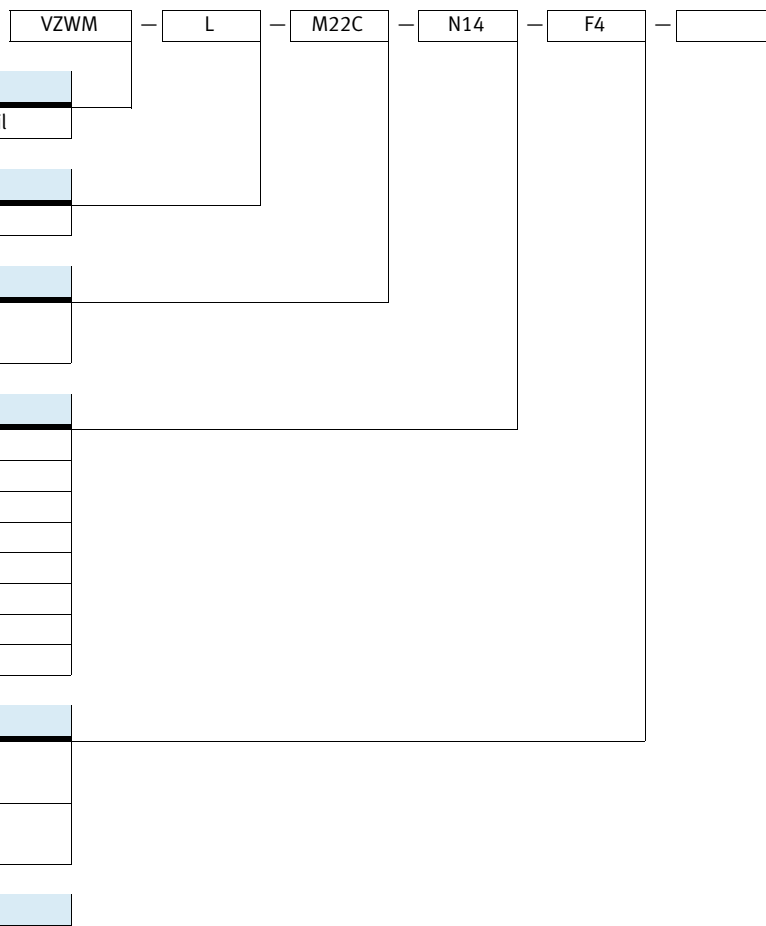 VZWM — L — M22C — N14 — F4 —